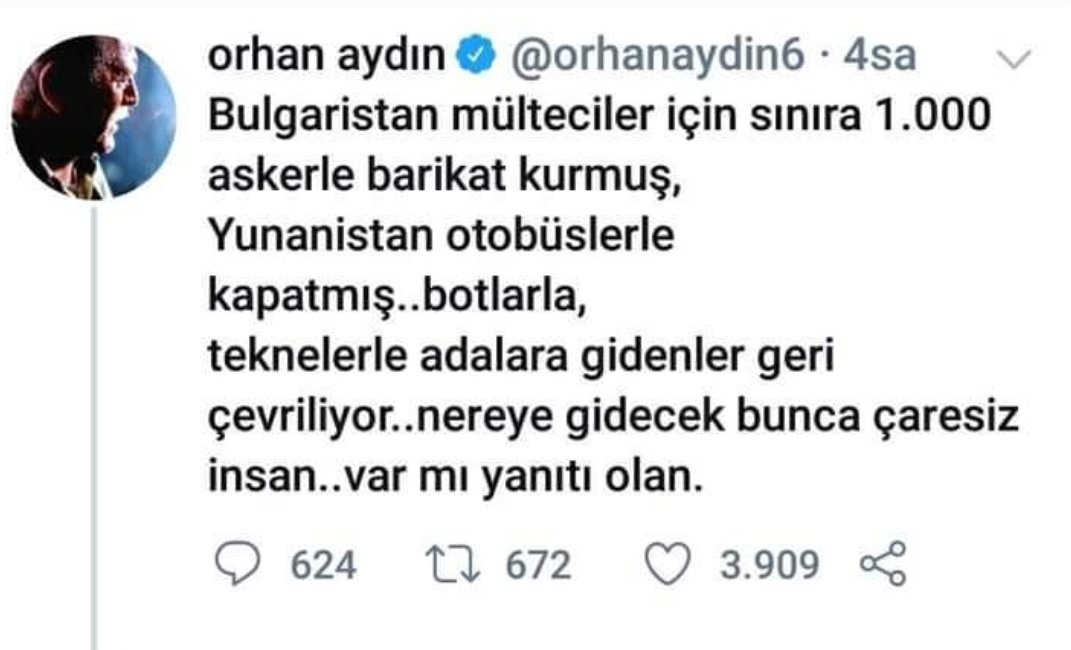 orhan aydın @orhanaydin6 · 4sa
Bulgaristan mülteciler için sınıra 1.000
askerle barikat kurmuş,
Yunanistan otobüslerle
kapatmış..botlarla,
teknelerle adalara gidenler geri
çevriliyor..nereye gidecek bunca çaresiz
insan..var mı yanıtı olan.
624 672 3.909